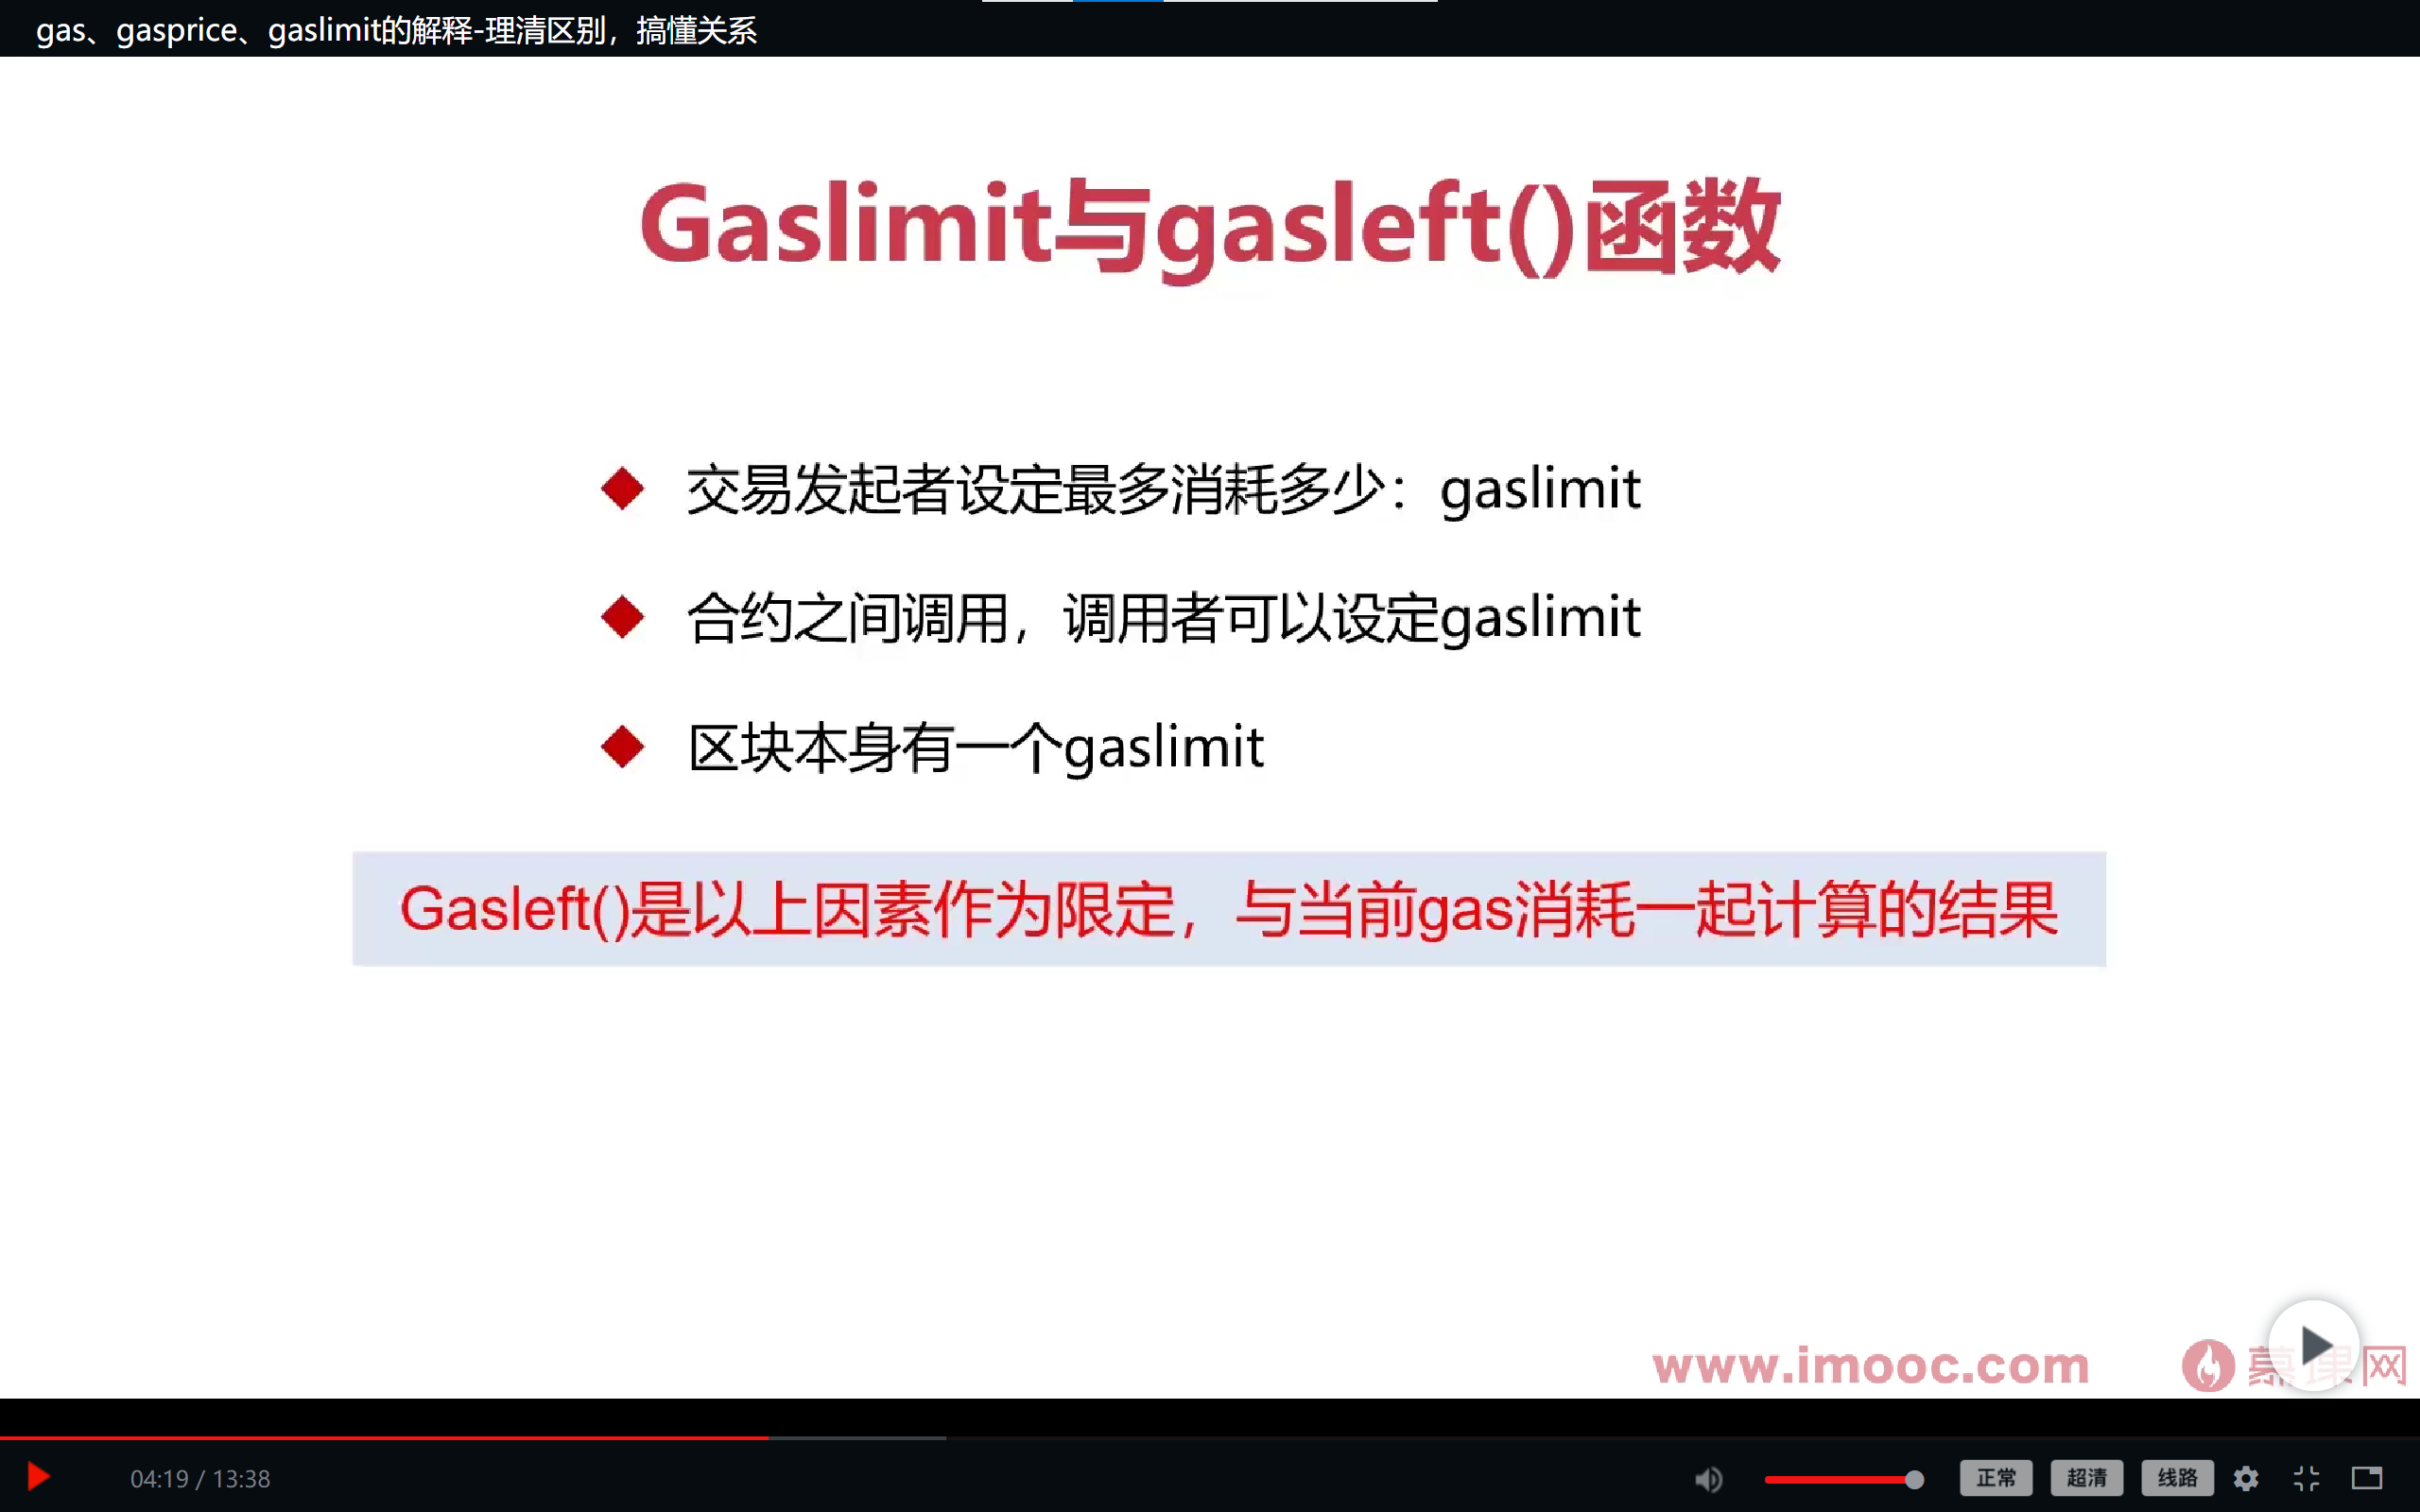 gas、gasprice、gaslimit的解释-理清区别，搞懂关系
Gaslimit与gasleft()函数
交易发起者设定最多消耗多少：gaslimit
合约之间调用，调用者可以设定gaslimit
区块本身有一个gaslimit
Gasleft()是以上因素作为限定，与当前gas消耗一起计算的结果
www.imooc.com 慕课网
04:19 / 13:38 正常 超清 线路